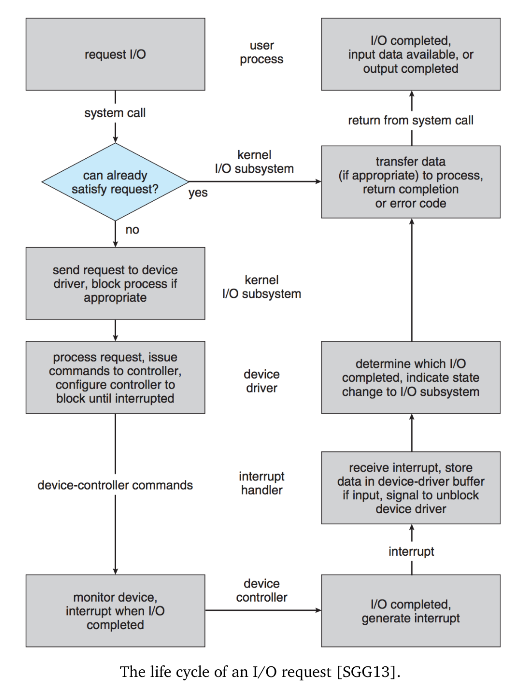 request I/O
user
process
I/O completed,
input data available, or
output completed
system call
return from system call
can already
satisfy request?
kernel
I/O subsystem
yes
transfer data
(if appropriate) to process,
return completion
or error code
no
send request to device
driver, block process if
appropriate
kernel
I/O subsystem
process request, issue
commands to controller,
configure controller to
block until interrupted
device
driver
determine which I/O
completed, indicate state
change to I/O subsystem
device-controller commands
interrupt
handler
receive interrupt, store
data in device-driver buffer
if input, signal to unblock
device driver
interrupt
monitor device,
interrupt when I/O
completed
device
controller
I/O completed,
generate interrupt
The life cycle of an I/O request [SGG13].